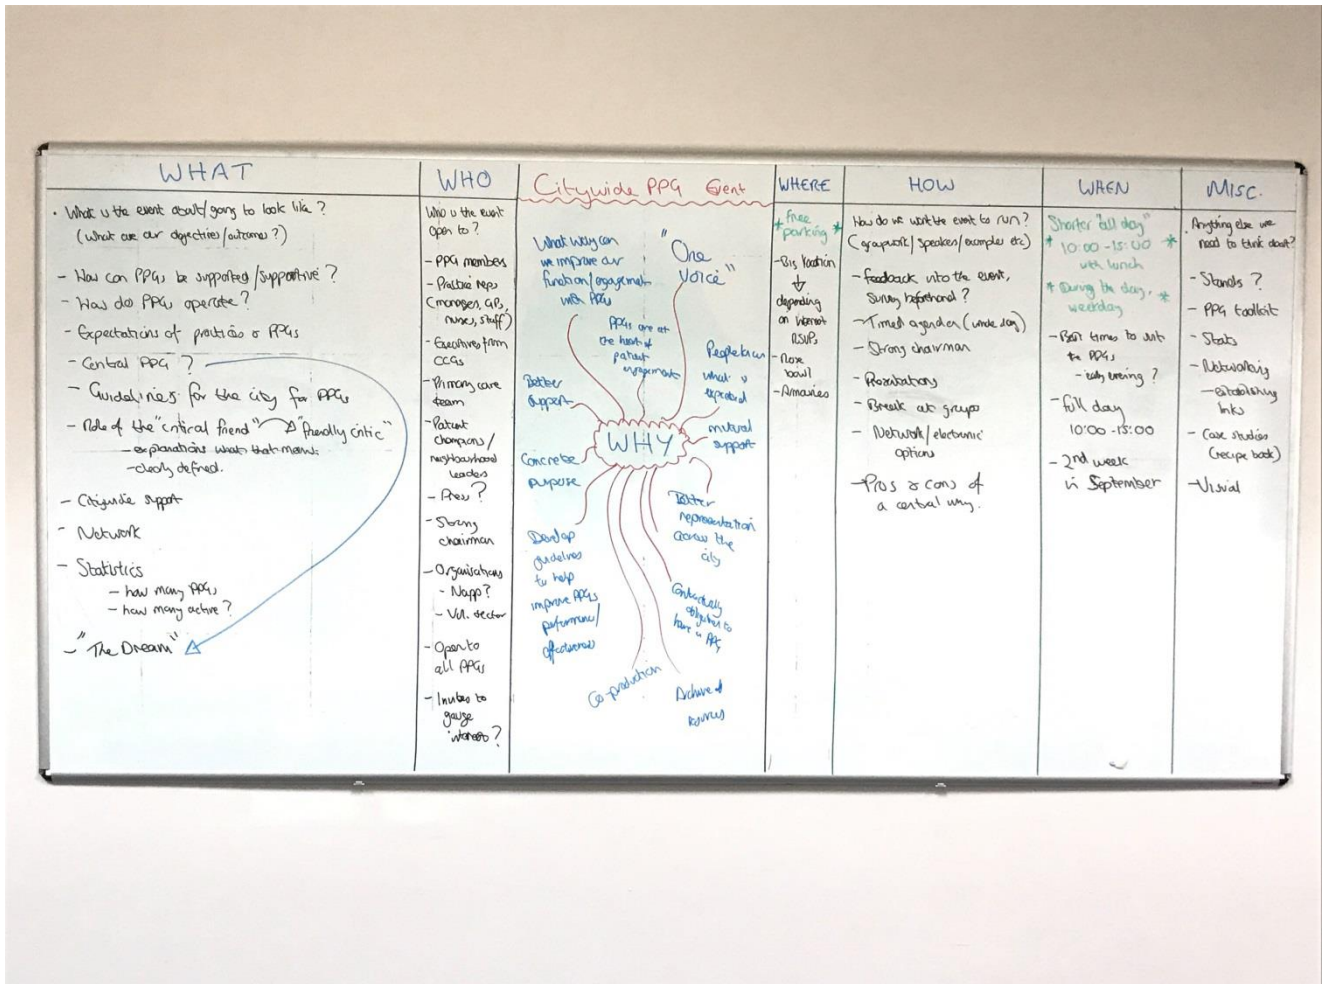 WHAT
• What is the event about/going to look like?
(What are our objectives/outcomes?)
- How can PPGs be supported/supportive?
- How do PPGs operate?
- Expectations of practices & PPGs
- Central PPG?
- Guidelines for the city for PPGs
- Role of the "critical friend" "friendly critic"
- explanations what that means.
- clearly defined.
- Citywide support
- Network
- Statistics
- how many PPGs
- how many active?
- "The Dream"
WHO
Who is the event
open to?
- PPG members
- Practice reps
(managers, GPs,
nurses, staff)
- Executives from
CCGs
- Primary care
team
- Patient
champions/
neighbourhood
leaders
- Press?
- Strong
chairman
- Organisations
- Napp?
- Vol. sector
- Open to
all PPGs
- Invites to
gauge
interest?
Citywide PPG Event
What way can
we improve our
function/engagement
with PPGs
"One
Voice"
PPGs are at
the heart of
patient
engagement
People know
what is
expected
Better
support
mutual
support
WHY
Concrete
purpose
Better
representation
across the
city
Develop
guidelines
to help
improve PPGs
performance/
effectiveness
Contractually
obligated to
have a PPG
Co-production
Archive of
resources
WHERE
* free
parking *
- Big location
depending
on interest
RSVPs
- Rose
bowl
- Armouries
HOW
How do we want the event to run?
(groupwork/speakers/examples etc)
- feedback into the event,
survey beforehand?
- Timed agenda (whole day)
- Strong chairman
- Presentations
- Break out groups
- Network/electronic
options
- Pros & cons of
a central way.
WHEN
Shorter "all day"
* 10:00-15:00 *
with lunch
* During the day, *
weekday
- Best times to suit
the PPGs
- early evening?
- full day
10:00-15:00
- 2nd week
in September
MISC.
. Anything else we
need to think about?
- Stands?
- PPG toolkit
- Stats
- Networking
- establishing
links
- Case studies
(recipe book)
- Visual